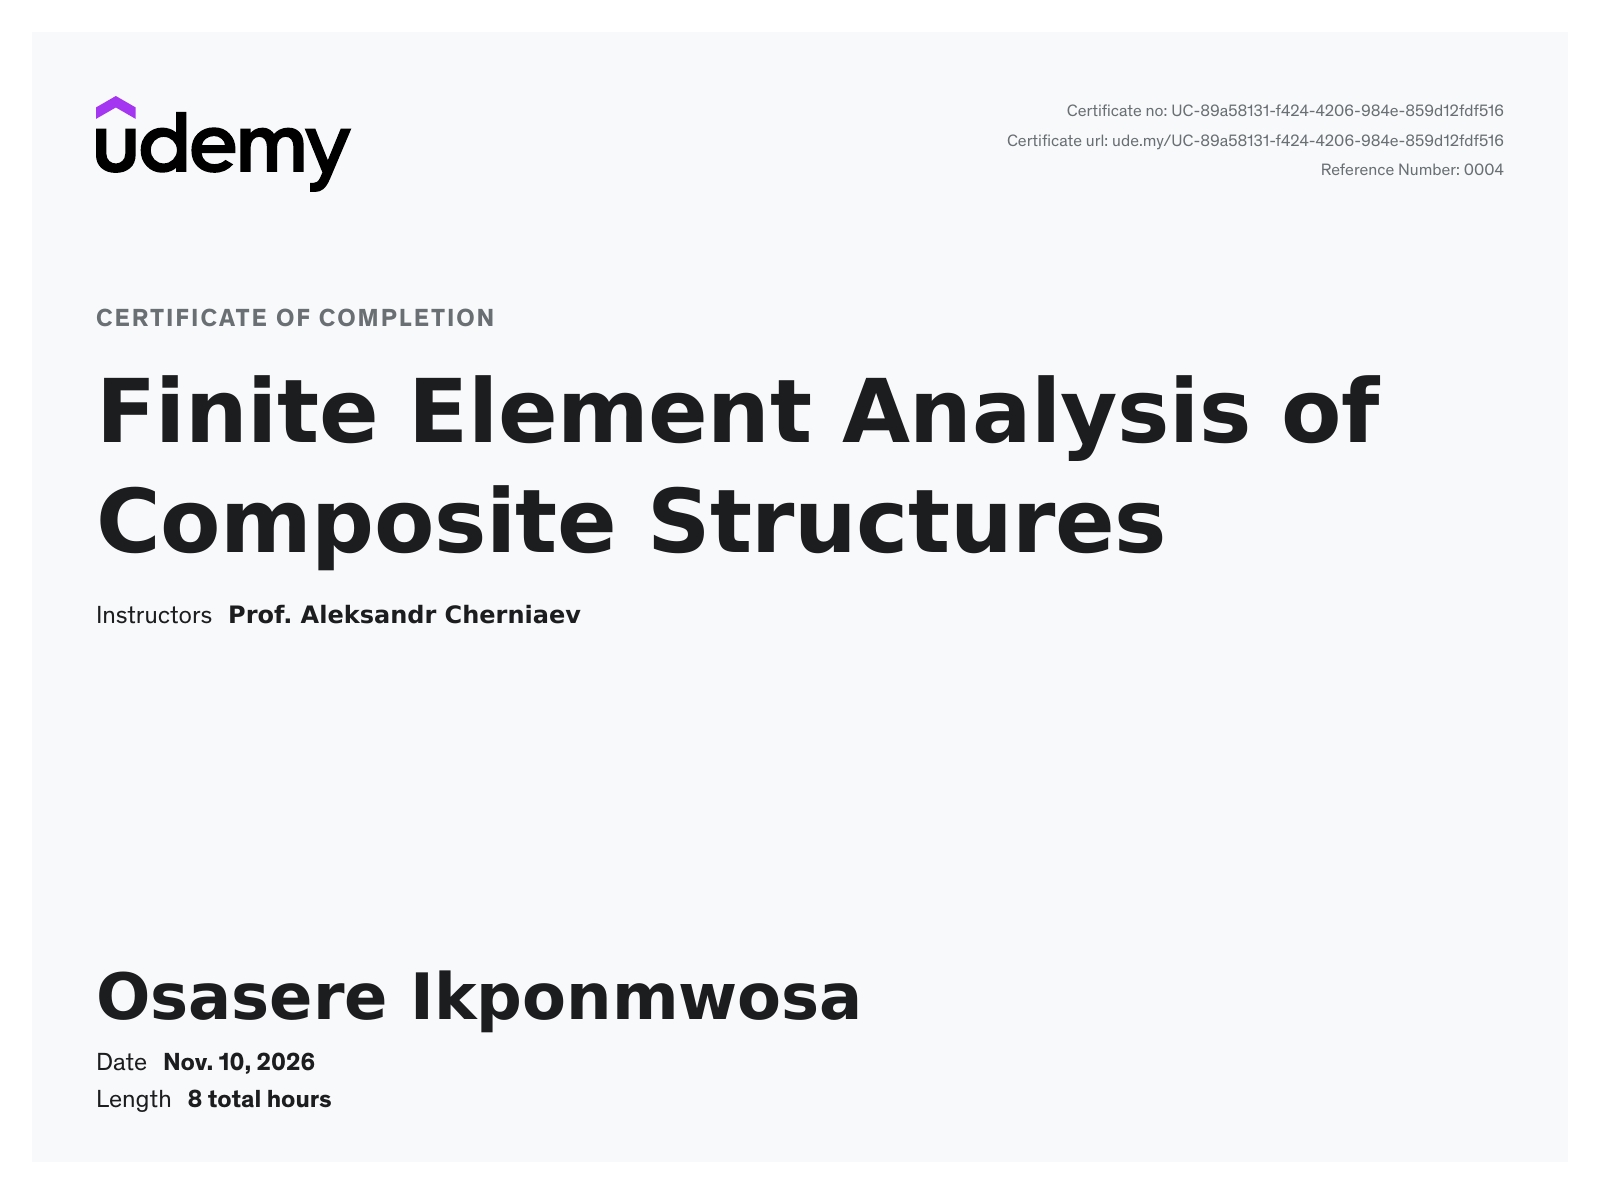 udemy
Certificate no: UC-89a58131-f424-4206-984e-859d12fdf516
Certificate url: ude.my/UC-89a58131-f424-4206-984e-859d12fdf516
Reference Number: 0004
CERTIFICATE OF COMPLETION
Finite Element Analysis of
Composite Structures
Instructors Prof. Aleksandr Cherniaev
Osasere Ikponmwosa
Date Nov. 10, 2026
Length 8 total hours